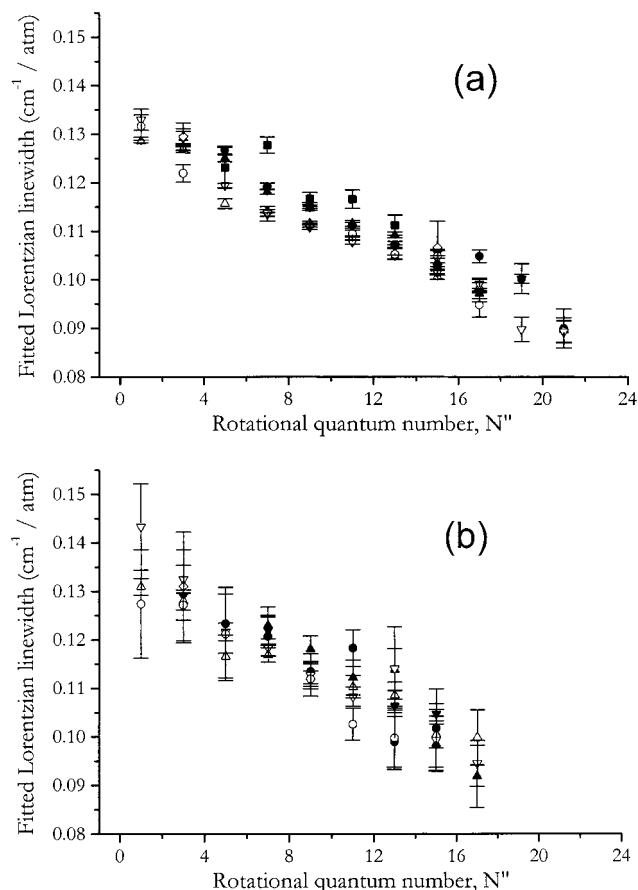 (a)
Fitted Lorentzian linewidth (cm⁻¹ / atm)
0.15
0.14
0.13
0.12
0.11
0.10
0.09
0.08
0 4 8 12 16 20 24
Rotational quantum number, N"
(b)
Fitted Lorentzian linewidth (cm⁻¹ / atm)
0.15
0.14
0.13
0.12
0.11
0.10
0.09
0.08
0 4 8 12 16 20 24
Rotational quantum number, N"